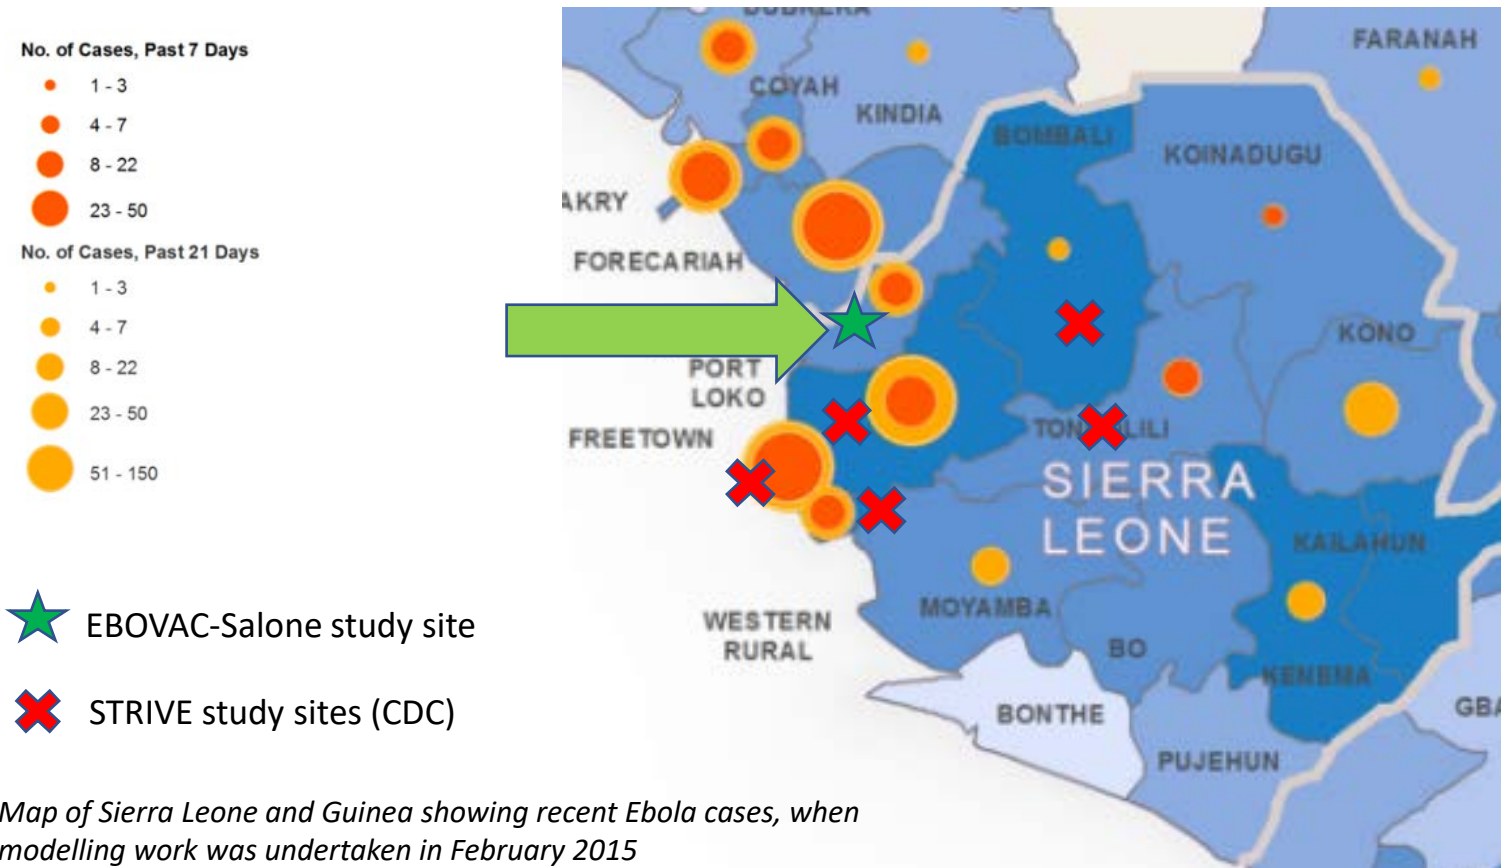 No. of Cases, Past 7 Days
1 - 3
4 - 7
8 - 22
23 - 50
No. of Cases, Past 21 Days
1 - 3
4 - 7
8 - 22
23 - 50
51 - 150
EBOVAC-Salone study site
STRIVE study sites (CDC)
Map of Sierra Leone and Guinea showing recent Ebola cases, when
modelling work was undertaken in February 2015
FARANAH
COYAH
KINDIA
BOMBALI
KOINADUGU
AKRY
FORECARIAH
KONO
PORT
LOKO
FREETOWN
SIERRA
LEONE
KAILAHUN
MOYAMBA
WESTERN
RURAL
BO
KENEMA
BONTHE
GBA
PUJEHUN